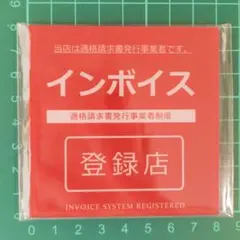 当店は適格請求書発行事業者です。
インボイス
適格請求書発行事業者制度
登録店
INVOICE SYSTEM REGISTERED